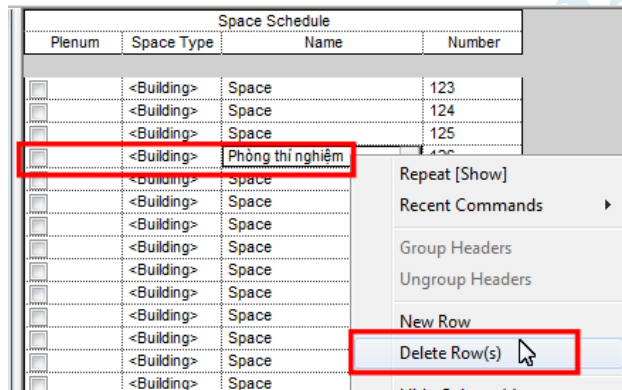 Space Schedule
Plenum Space Type Name Number
<Building> Space 123
<Building> Space 124
<Building> Space 125
<Building> Phòng thí nghiệm 126
<Building> Space
<Building> Space
<Building> Space
<Building> Space
<Building> Space
<Building> Space
<Building> Space
<Building> Space
<Building> Space
<Building> Space
Repeat [Show]
Recent Commands
Group Headers
Ungroup Headers
New Row
Delete Row(s)